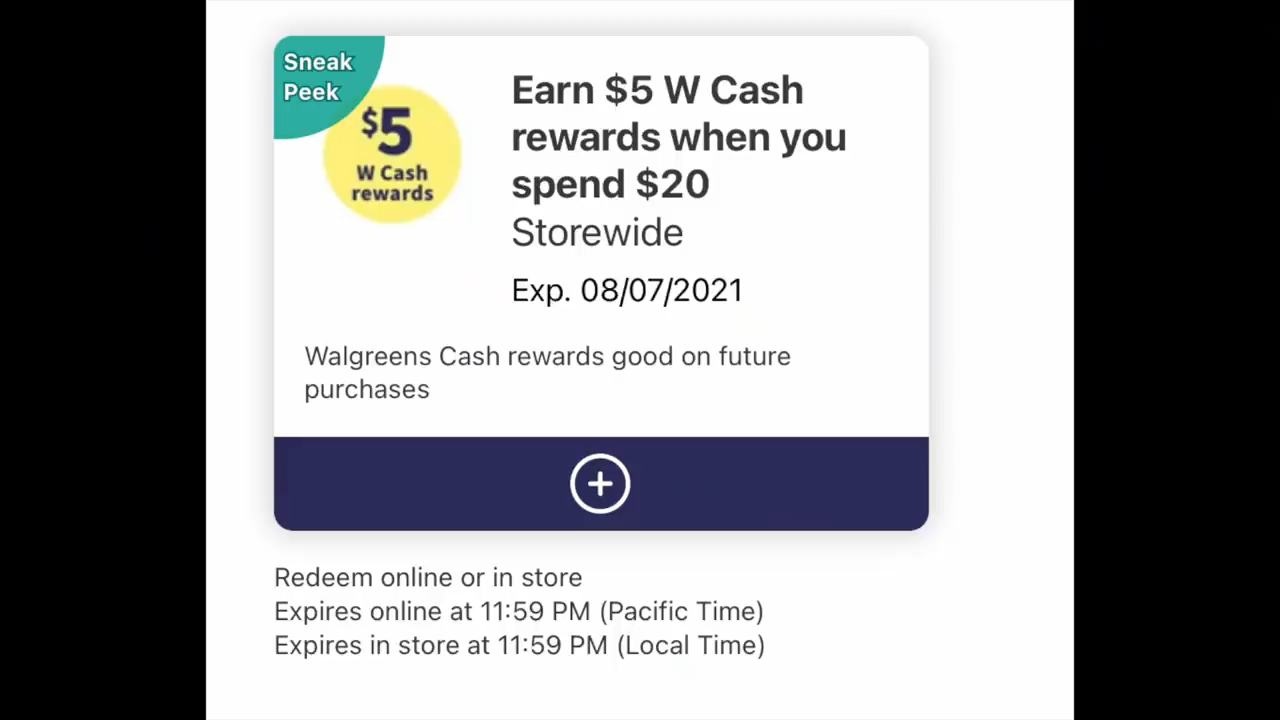 Sneak
Peek
$5
W Cash
rewards
Earn $5 W Cash
rewards when you
spend $20
Storewide
Exp. 08/07/2021
Walgreens Cash rewards good on future
purchases
Redeem online or in store
Expires online at 11:59 PM (Pacific Time)
Expires in store at 11:59 PM (Local Time)